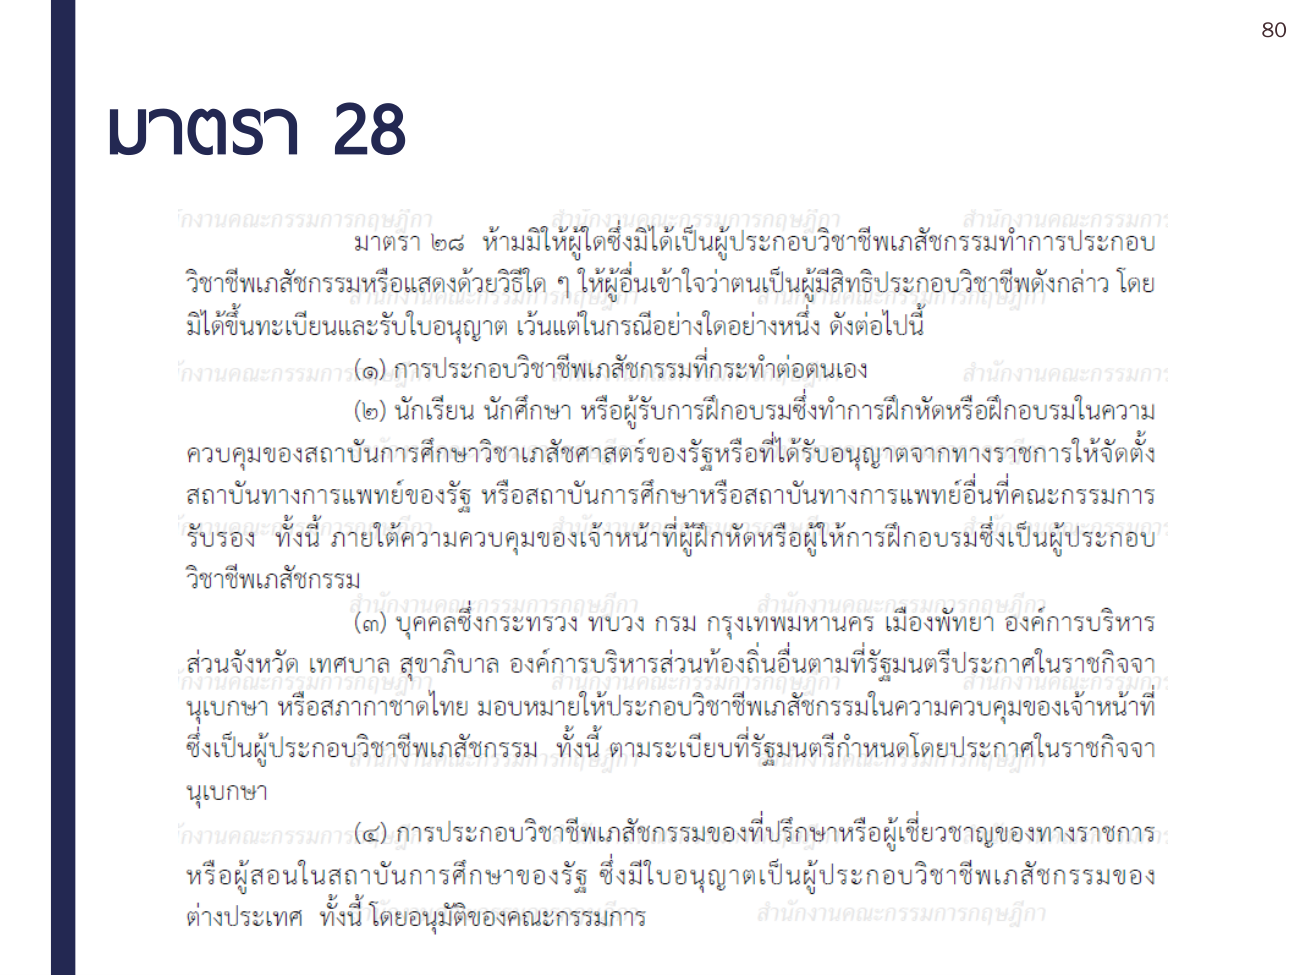 80
มาตรา 28
มาตรา ๒๘ ห้ามมิให้ผู้ใดซึ่งมิได้เป็นผู้ประกอบวิชาชีพเภสัชกรรมทำการประกอบ
วิชาชีพเภสัชกรรมหรือแสดงด้วยวิธีใด ๆ ให้ผู้อื่นเข้าใจว่าตนเป็นผู้มีสิทธิประกอบวิชาชีพดังกล่าว โดย
มิได้ขึ้นทะเบียนและรับใบอนุญาต เว้นแต่ในกรณีอย่างใดอย่างหนึ่ง ดังต่อไปนี้
(๑) การประกอบวิชาชีพเภสัชกรรมที่กระทำต่อตนเอง
(๒) นักเรียน นักศึกษา หรือผู้รับการฝึกอบรมซึ่งทำการฝึกหัดหรือฝึกอบรมในความ
ควบคุมของสถาบันการศึกษาวิชาเภสัชศาสตร์ของรัฐหรือที่ได้รับอนุญาตจากทางราชการให้จัดตั้ง
สถาบันทางการแพทย์ของรัฐ หรือสถาบันการศึกษาหรือสถาบันทางการแพทย์อื่นที่คณะกรรมการ
รับรอง ทั้งนี้ ภายใต้ความควบคุมของเจ้าหน้าที่ผู้ฝึกหัดหรือผู้ให้การฝึกอบรมซึ่งเป็นผู้ประกอบ
วิชาชีพเภสัชกรรม
(๓) บุคคลซึ่งกระทรวง ทบวง กรม กรุงเทพมหานคร เมืองพัทยา องค์การบริหาร
ส่วนจังหวัด เทศบาล สุขาภิบาล องค์การบริหารส่วนท้องถิ่นอื่นตามที่รัฐมนตรีประกาศในราชกิจจา
นุเบกษา หรือสภากาชาดไทย มอบหมายให้ประกอบวิชาชีพเภสัชกรรมในความควบคุมของเจ้าหน้าที่
ซึ่งเป็นผู้ประกอบวิชาชีพเภสัชกรรม ทั้งนี้ ตามระเบียบที่รัฐมนตรีกำหนดโดยประกาศในราชกิจจา
นุเบกษา
(๔) การประกอบวิชาชีพเภสัชกรรมของที่ปรึกษาหรือผู้เชี่ยวชาญของทางราชการ
หรือผู้สอนในสถาบันการศึกษาของรัฐ ซึ่งมีใบอนุญาตเป็นผู้ประกอบวิชาชีพเภสัชกรรมของ
ต่างประเทศ ทั้งนี้ โดยอนุมัติของคณะกรรมการ